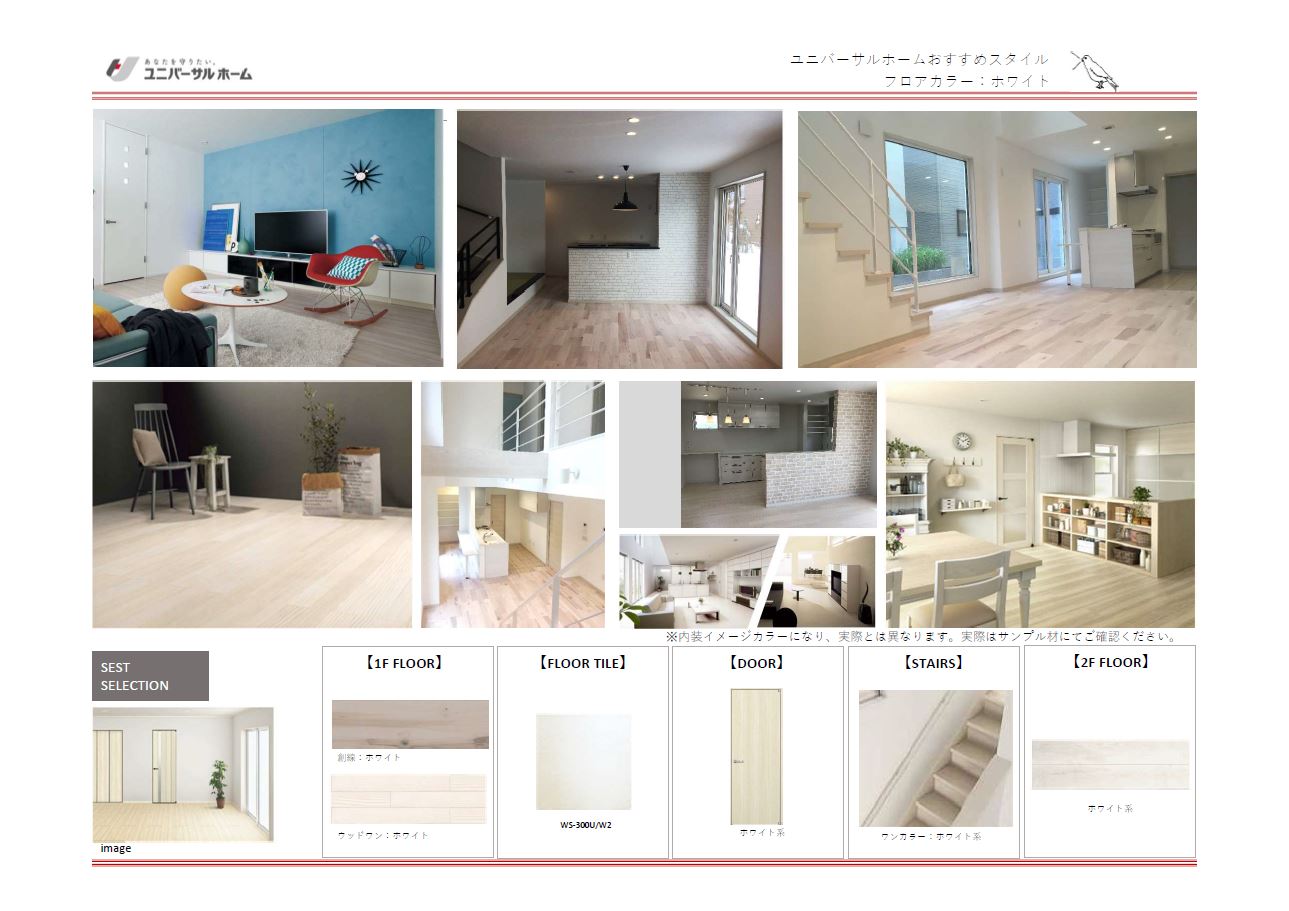 あなたを守りたい。
ユニバーサルホーム
ユニバーサルホームおすすめスタイル
フロアカラー：ホワイト
※内装イメージカラーになり、実際とは異なります。実際はサンプル材にてご確認ください。
SEST
SELECTION
image
【1F FLOOR】
創線：ホワイト
ウッドワン：ホワイト
【FLOOR TILE】
WS-300U/W2
【DOOR】
ホワイト系
【STAIRS】
ワンカラー：ホワイト系
【2F FLOOR】
ホワイト系